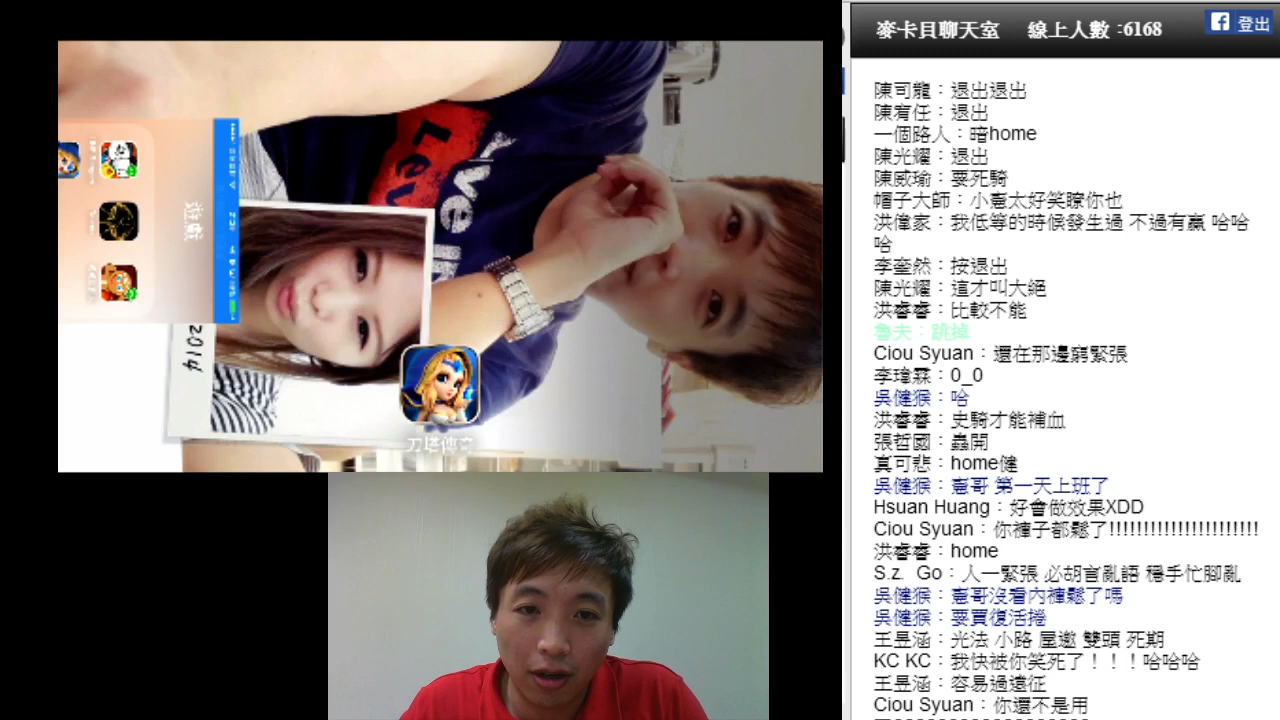 麥卡貝聊天室 線上人數 :6168
登出
陳司龍：退出退出
陳宥任：退出
一個路人：暗home
陳光耀：退出
陳威瑜：要死騎
帽子大師：小憲太好笑瞭你也
洪偉家：我低等的時候發生過 不過有贏 哈哈
哈
李銮然：按退出
陳光耀：這才叫大絕
洪睿睿：比較不能
魯夫：跳掉
Ciou Syuan：還在那邊窮緊張
李瑋霖：0_0
吳健猴：哈
洪睿睿：史騎才能補血
張哲國：蟲開
真可悲：home健
吳健猴：憲哥 第一天上班了
Hsuan Huang：好會做效果XDD
Ciou Syuan：你褲子都鬆了!!!!!!!!!!!!!!!!!!!!!!!
洪睿睿：home
S.z. Go：人一緊張 必胡言亂語 穩手忙腳亂
吳健猴：憲哥沒看內褲鬆了嗎
吳健猴：要買復活捲
王昱涵：光法 小路 屋邀 雙頭 死期
KC KC：我快被你笑死了！！！哈哈哈
王昱涵：容易過遠征
Ciou Syuan：你還不是用
遊戲
2014
刀塔傳奇